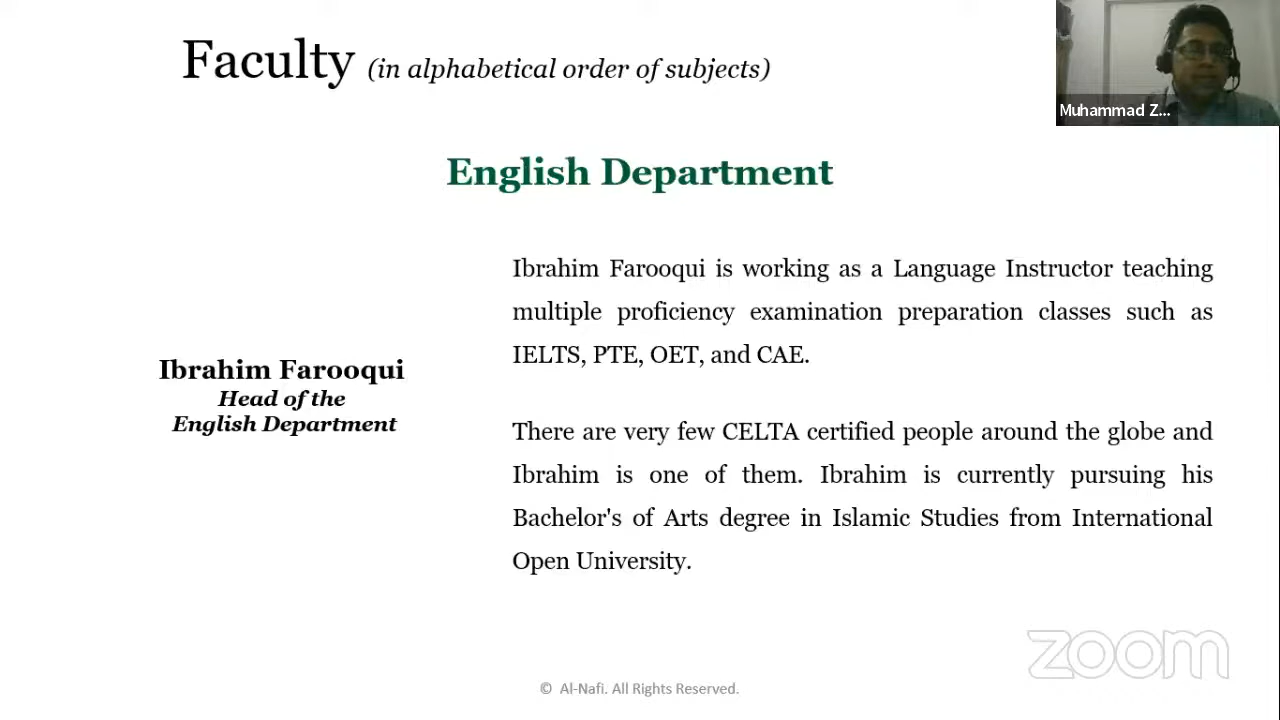 Faculty (in alphabetical order of subjects)
Muhammad Z...
English Department
Ibrahim Farooqui is working as a Language Instructor teaching
multiple proficiency examination preparation classes such as
IELTS, PTE, OET, and CAE.
Ibrahim Farooqui
Head of the
English Department
There are very few CELTA certified people around the globe and
Ibrahim is one of them. Ibrahim is currently pursuing his
Bachelor's of Arts degree in Islamic Studies from International
Open University.
zoom
© Al-Nafi. All Rights Reserved.